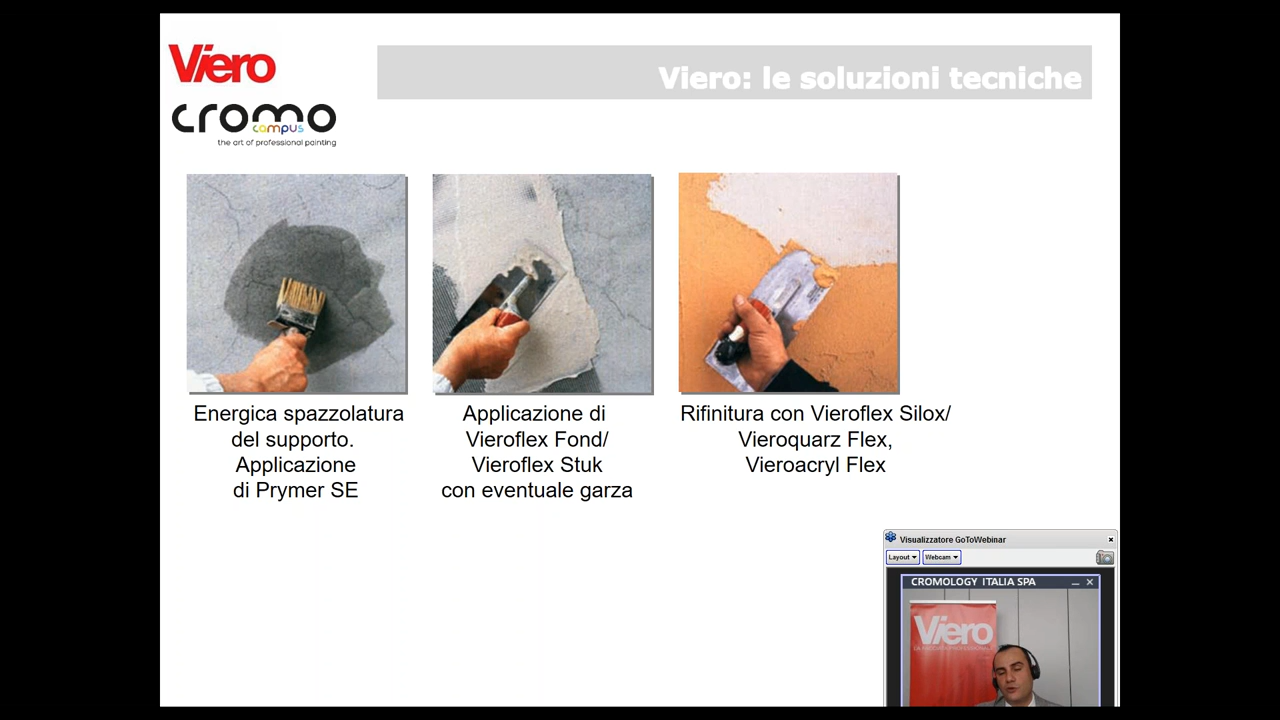 Viero
cromo
campus
the art of professional painting
Viero: le soluzioni tecniche
Energica spazzolatura
del supporto.
Applicazione
di Prymer SE
Applicazione di
Vieroflex Fond/
Vieroflex Stuk
con eventuale garza
Rifinitura con Vieroflex Silox/
Vieroquarz Flex,
Vieroacryl Flex
Visualizzatore GoToWebinar
Layout
Webcam
CROMOLOGY ITALIA SPA
Viero